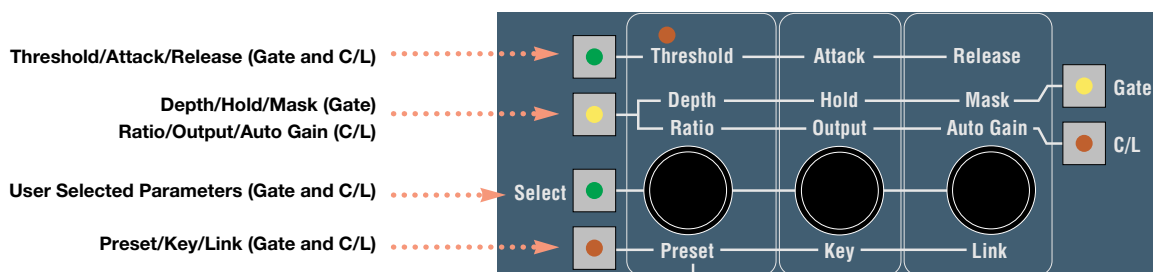 Threshold/Attack/Release (Gate and C/L)
Threshold Attack Release
Depth/Hold/Mask (Gate)
Ratio/Output/Auto Gain (C/L)
Depth Hold Mask Gate
Ratio Output Auto Gain C/L
User Selected Parameters (Gate and C/L)
Select
Preset/Key/Link (Gate and C/L)
Preset Key Link